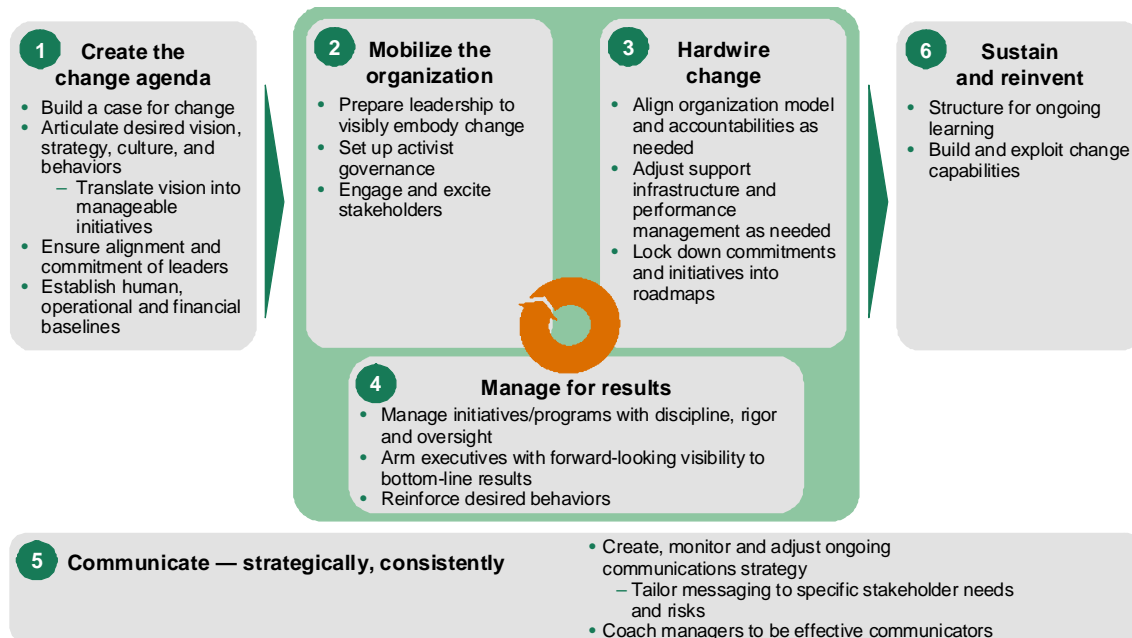 1
Create the
change agenda
• Build a case for change
• Articulate desired vision,
strategy, culture, and
behaviors
– Translate vision into
manageable
initiatives
• Ensure alignment and
commitment of leaders
• Establish human,
operational and financial
baselines
2
Mobilize the
organization
• Prepare leadership to
visibly embody change
• Set up activist
governance
• Engage and excite
stakeholders
3
Hardwire
change
• Align organization model
and accountabilities as
needed
• Adjust support
infrastructure and
performance
management as needed
• Lock down commitments
and initiatives into
roadmaps
6
Sustain
and reinvent
• Structure for ongoing
learning
• Build and exploit change
capabilities
4
Manage for results
• Manage initiatives/programs with discipline, rigor
and oversight
• Arm executives with forward-looking visibility to
bottom-line results
• Reinforce desired behaviors
5
Communicate — strategically, consistently
• Create, monitor and adjust ongoing
communications strategy
– Tailor messaging to specific stakeholder needs
and risks
• Coach managers to be effective communicators